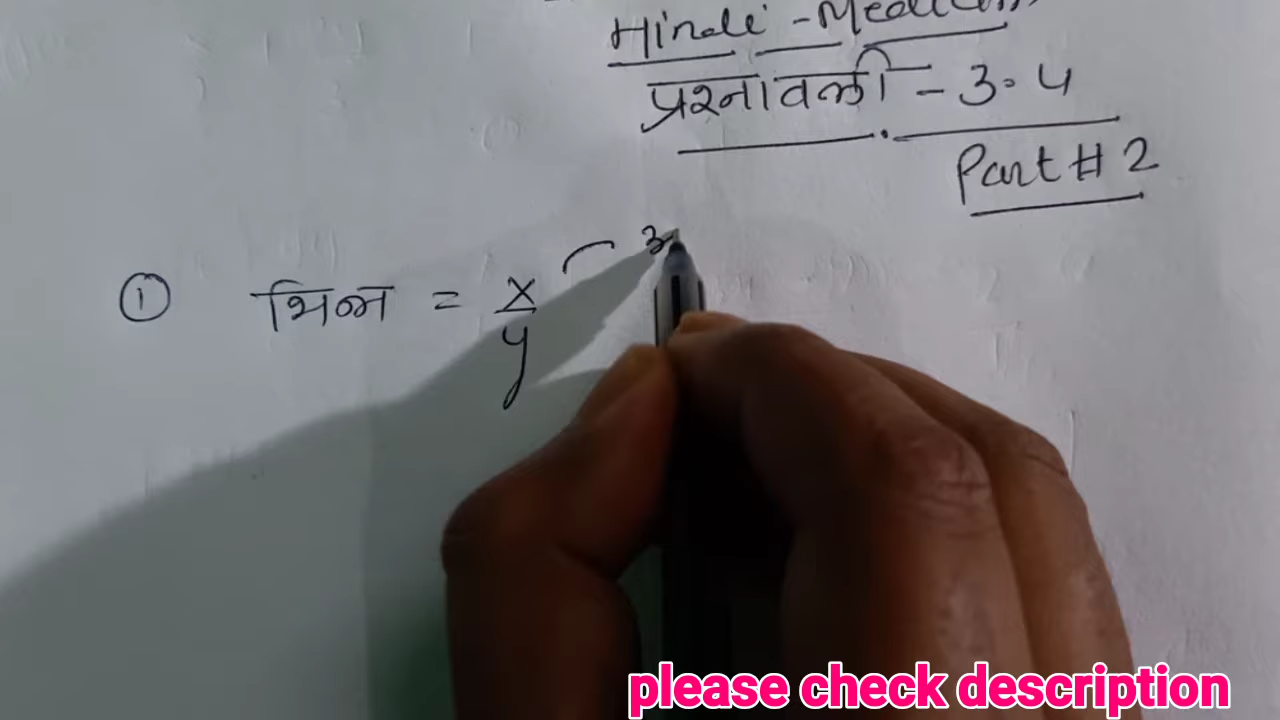 Hindi - Medium
प्रश्नावली - 3.4
Part # 2
① भिन्न = x/y
please check description